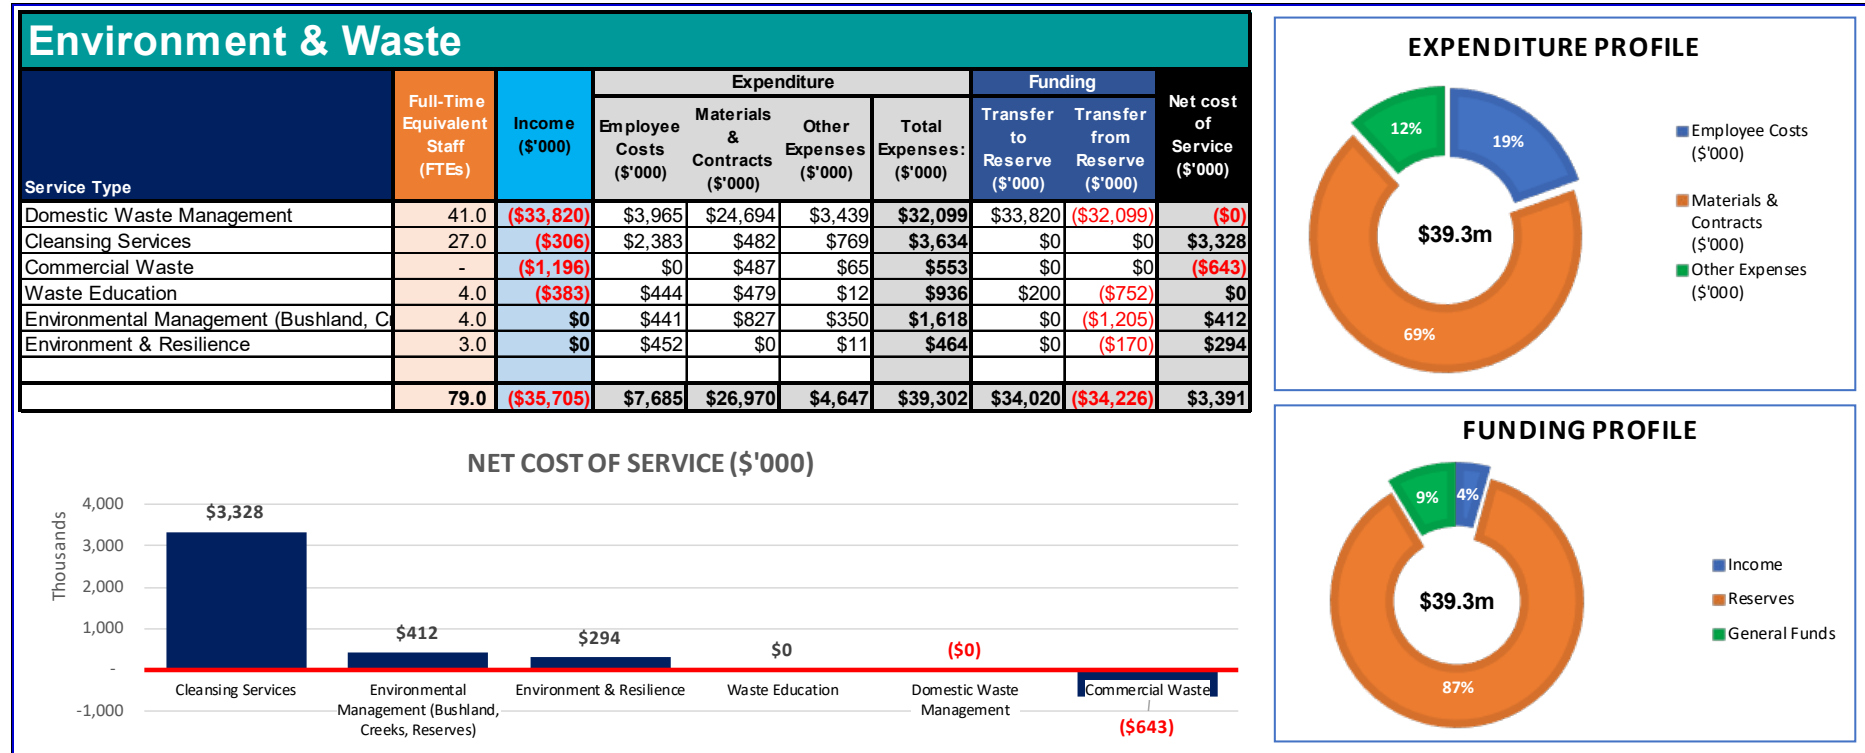 Environment & Waste
Expenditure Funding
Service Type Full-Time Equivalent Staff (FTEs) Income ($'000) Employee Costs ($'000) Materials & Contracts ($'000) Other Expenses ($'000) Total Expenses: ($'000) Transfer to Reserve ($'000) Transfer from Reserve ($'000) Net cost of Service ($'000)
Domestic Waste Management 41.0 ($33,820) $3,965 $24,694 $3,439 $32,099 $33,820 ($32,099) ($0)
Cleansing Services 27.0 ($306) $2,383 $482 $769 $3,634 $0 $0 $3,328
Commercial Waste - ($1,196) $0 $487 $65 $553 $0 $0 ($643)
Waste Education 4.0 ($383) $444 $479 $12 $936 $200 ($752) $0
Environmental Management (Bushland, C 4.0 $0 $441 $827 $350 $1,618 $0 ($1,205) $412
Environment & Resilience 3.0 $0 $452 $0 $11 $464 $0 ($170) $294
79.0 ($35,705) $7,685 $26,970 $4,647 $39,302 $34,020 ($34,226) $3,391
EXPENDITURE PROFILE
12%
19%
69%
$39.3m
Employee Costs
($'000)
Materials &
Contracts
($'000)
Other Expenses
($'000)
NET COST OF SERVICE ($'000)
Thousands
4,000
3,000
2,000
1,000
-
-1,000
$3,328
$412
$294
$0
($0)
($643)
Cleansing Services
Environmental
Management (Bushland,
Creeks, Reserves)
Environment & Resilience
Waste Education
Domestic Waste
Management
Commercial Waste
FUNDING PROFILE
9%
4%
87%
$39.3m
Income
Reserves
General Funds